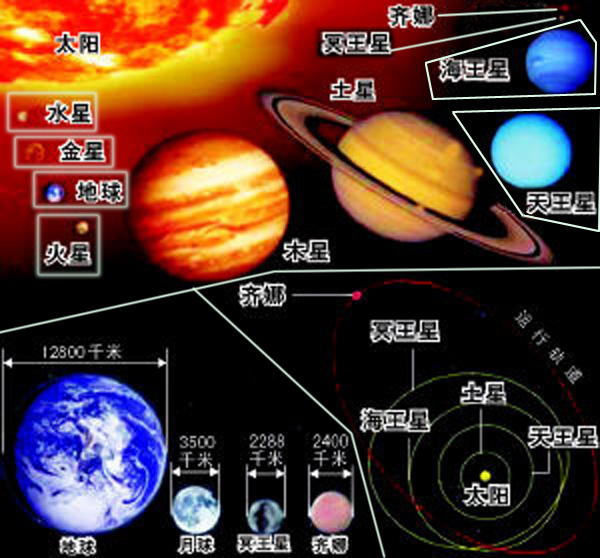 齐娜
太阳
冥王星
海王星
土星
水星
金星
地球
天王星
火星
木星
齐娜
运行轨道
冥王星
12800千米
土星
海王星
天王星
3500
千米
2288
千米
2400
千米
太阳
地球
月球
冥王星
齐娜